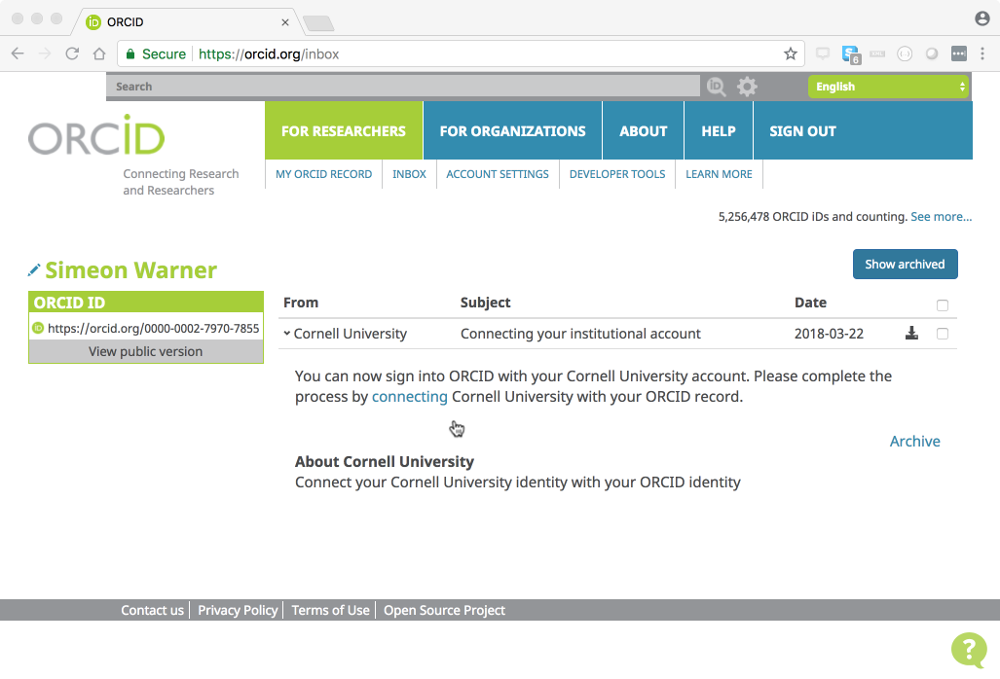 ORCID
Secure https://orcid.org/inbox
6
Search
English
ORCID
Connecting Research
and Researchers
FOR RESEARCHERS FOR ORGANIZATIONS ABOUT HELP SIGN OUT
MY ORCID RECORD INBOX ACCOUNT SETTINGS DEVELOPER TOOLS LEARN MORE
5,256,478 ORCID iDs and counting. See more...
Simeon Warner
Show archived
ORCID ID
iD https://orcid.org/0000-0002-7970-7855
View public version
From Subject Date
Cornell University Connecting your institutional account 2018-03-22
You can now sign into ORCID with your Cornell University account. Please complete the
process by connecting Cornell University with your ORCID record.
Archive
About Cornell University
Connect your Cornell University identity with your ORCID identity
Contact us Privacy Policy Terms of Use Open Source Project
?